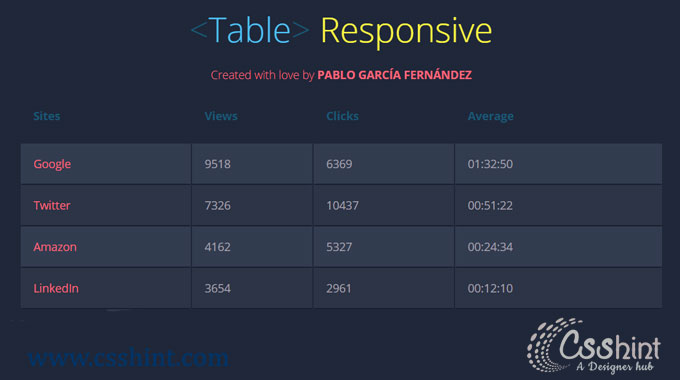 <Table> Responsive
Created with love by PABLO GARCÍA FERNÁNDEZ
Sites Views Clicks Average
Google 9518 6369 01:32:50
Twitter 7326 10437 00:51:22
Amazon 4162 5327 00:24:34
LinkedIn 3654 2961 00:12:10
www.csshint.com
Csshint
A Designer hub